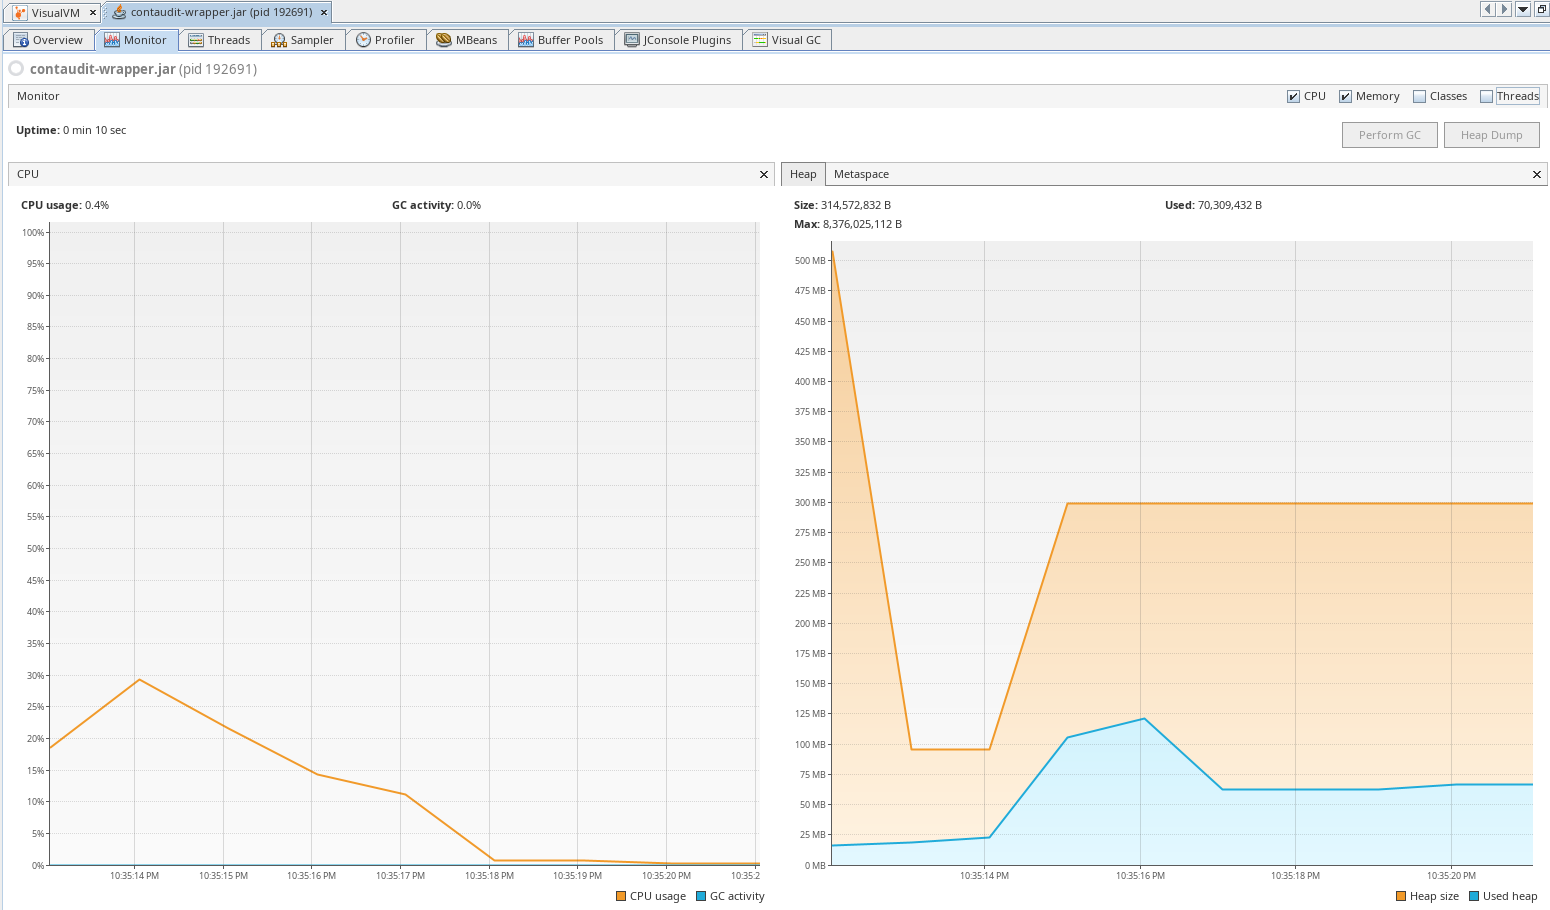 VisualVM × contaudit-wrapper.jar (pid 192691) ×
Overview Monitor Threads Sampler Profiler MBeans Buffer Pools JConsole Plugins Visual GC
contaudit-wrapper.jar (pid 192691)
Monitor CPU Memory Classes Threads
Uptime: 0 min 10 sec
Perform GC Heap Dump
CPU ×
CPU usage: 0.4% GC activity: 0.0%
100%
95%
90%
85%
80%
75%
70%
65%
60%
55%
50%
45%
40%
35%
30%
25%
20%
15%
10%
5%
0%
10:35:14 PM 10:35:15 PM 10:35:16 PM 10:35:17 PM 10:35:18 PM 10:35:19 PM 10:35:20 PM 10:35:2
CPU usage GC activity
Heap Metaspace ×
Size: 314,572,832 B Used: 70,309,432 B
Max: 8,376,025,112 B
500 MB
475 MB
450 MB
425 MB
400 MB
375 MB
350 MB
325 MB
300 MB
275 MB
250 MB
225 MB
200 MB
175 MB
150 MB
125 MB
100 MB
75 MB
50 MB
25 MB
0 MB
10:35:14 PM 10:35:16 PM 10:35:18 PM 10:35:20 PM
Heap size Used heap